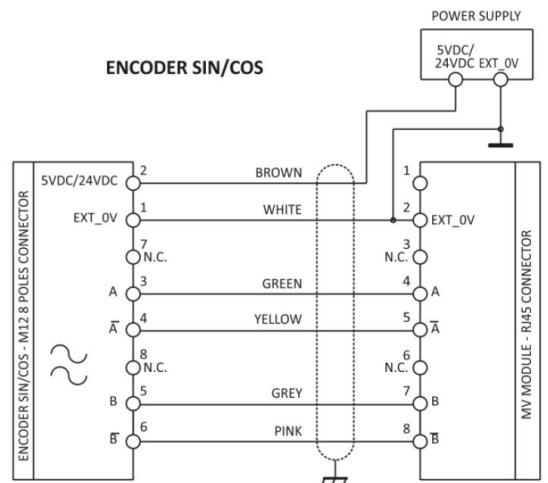 POWER SUPPLY
5VDC/
24VDC EXT_0V
ENCODER SIN/COS
ENCODER SIN/COS - M12 8 POLES CONNECTOR
5VDC/24VDC 2 BROWN 1
EXT_0V 1 WHITE 2 EXT_0V
7 N.C. 3 N.C.
A 3 GREEN 4 A
A̅ 4 YELLOW 5 A̅
8 N.C. 6 N.C.
B 5 GREY 7 B
B̅ 6 PINK 8 B̅
MV MODULE - RJ45 CONNECTOR